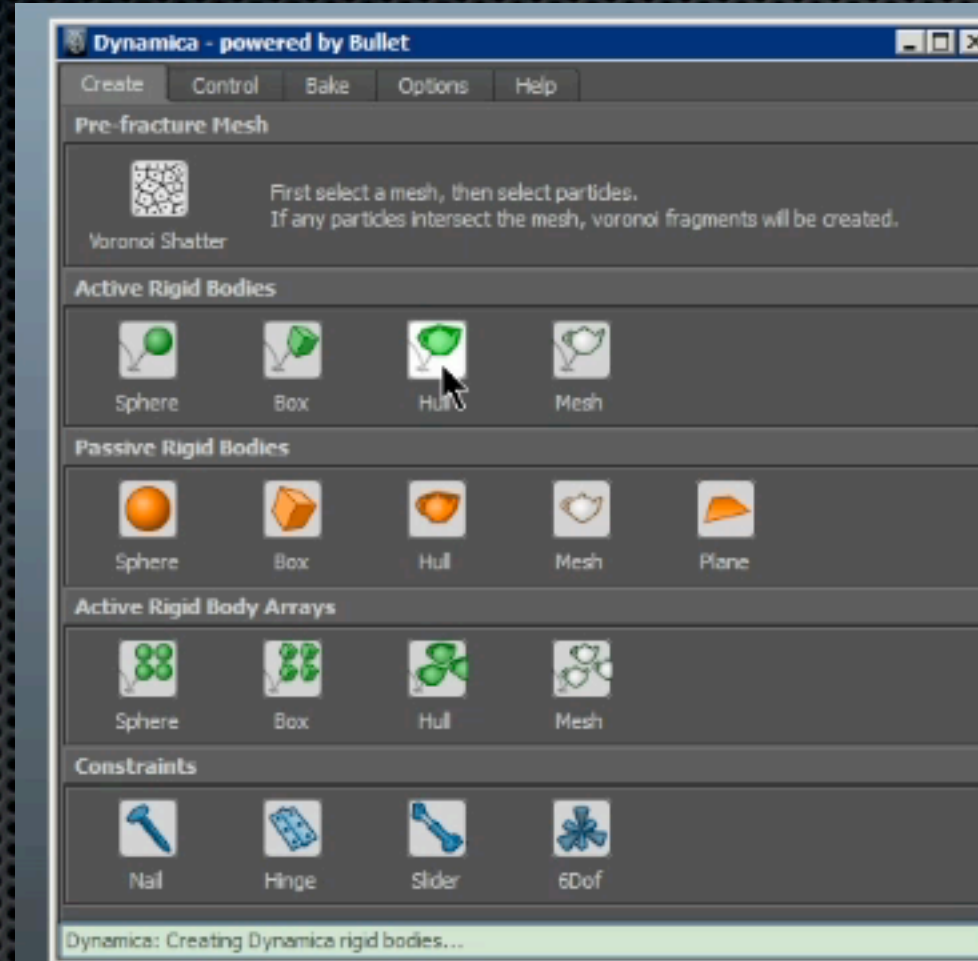 Dynamica - powered by Bullet
Create Control Bake Options Help
Pre-fracture Mesh
First select a mesh, then select particles.
If any particles intersect the mesh, voronoi fragments will be created.
Voronoi Shatter
Active Rigid Bodies
Sphere Box Hull Mesh
Passive Rigid Bodies
Sphere Box Hull Mesh Plane
Active Rigid Body Arrays
Sphere Box Hull Mesh
Constraints
Nail Hinge Slider 6Dof
Dynamica: Creating Dynamica rigid bodies...